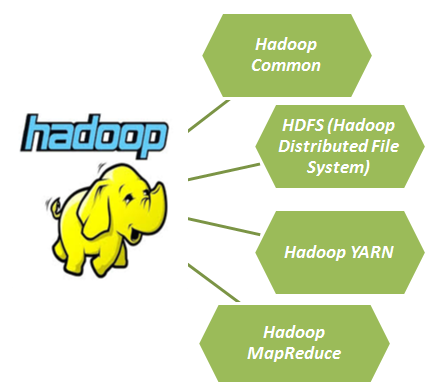 hadoop
Hadoop
Common
HDFS (Hadoop
Distributed File
System)
Hadoop YARN
Hadoop
MapReduce